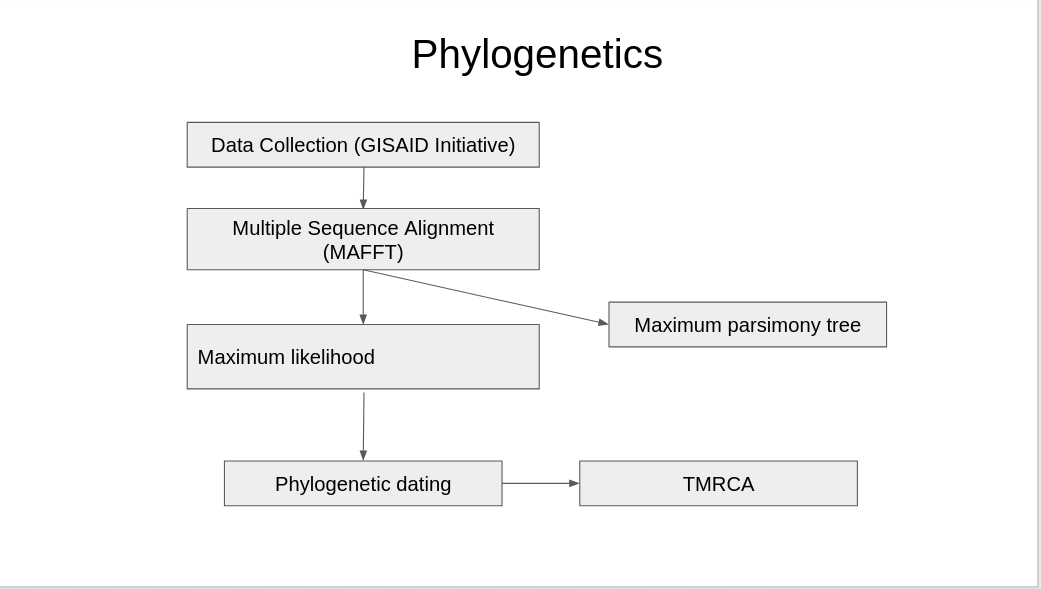 Phylogenetics
Data Collection (GISAID Initiative)
Multiple Sequence Alignment
(MAFFT)
Maximum parsimony tree
Maximum likelihood
Phylogenetic dating
TMRCA